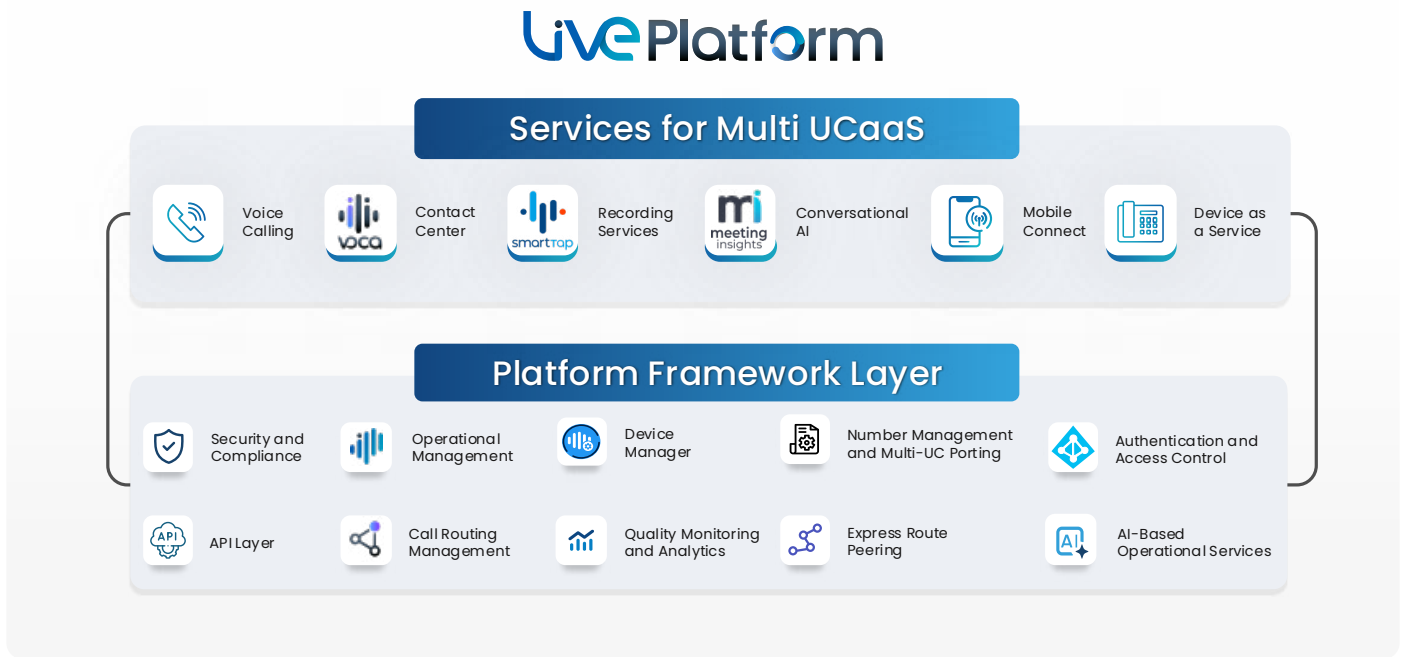 Live Platform
Services for Multi UCaaS
Voice
Calling
voca
Contact
Center
smartTap
Recording
Services
mi
meeting
insights
Conversational
AI
Mobile
Connect
Device as
a Service
Platform Framework Layer
Security and
Compliance
Operational
Management
Device
Manager
Number Management
and Multi-UC Porting
Authentication and
Access Control
API
API Layer
Call Routing
Management
Quality Monitoring
and Analytics
Express Route
Peering
AI
AI-Based
Operational Services